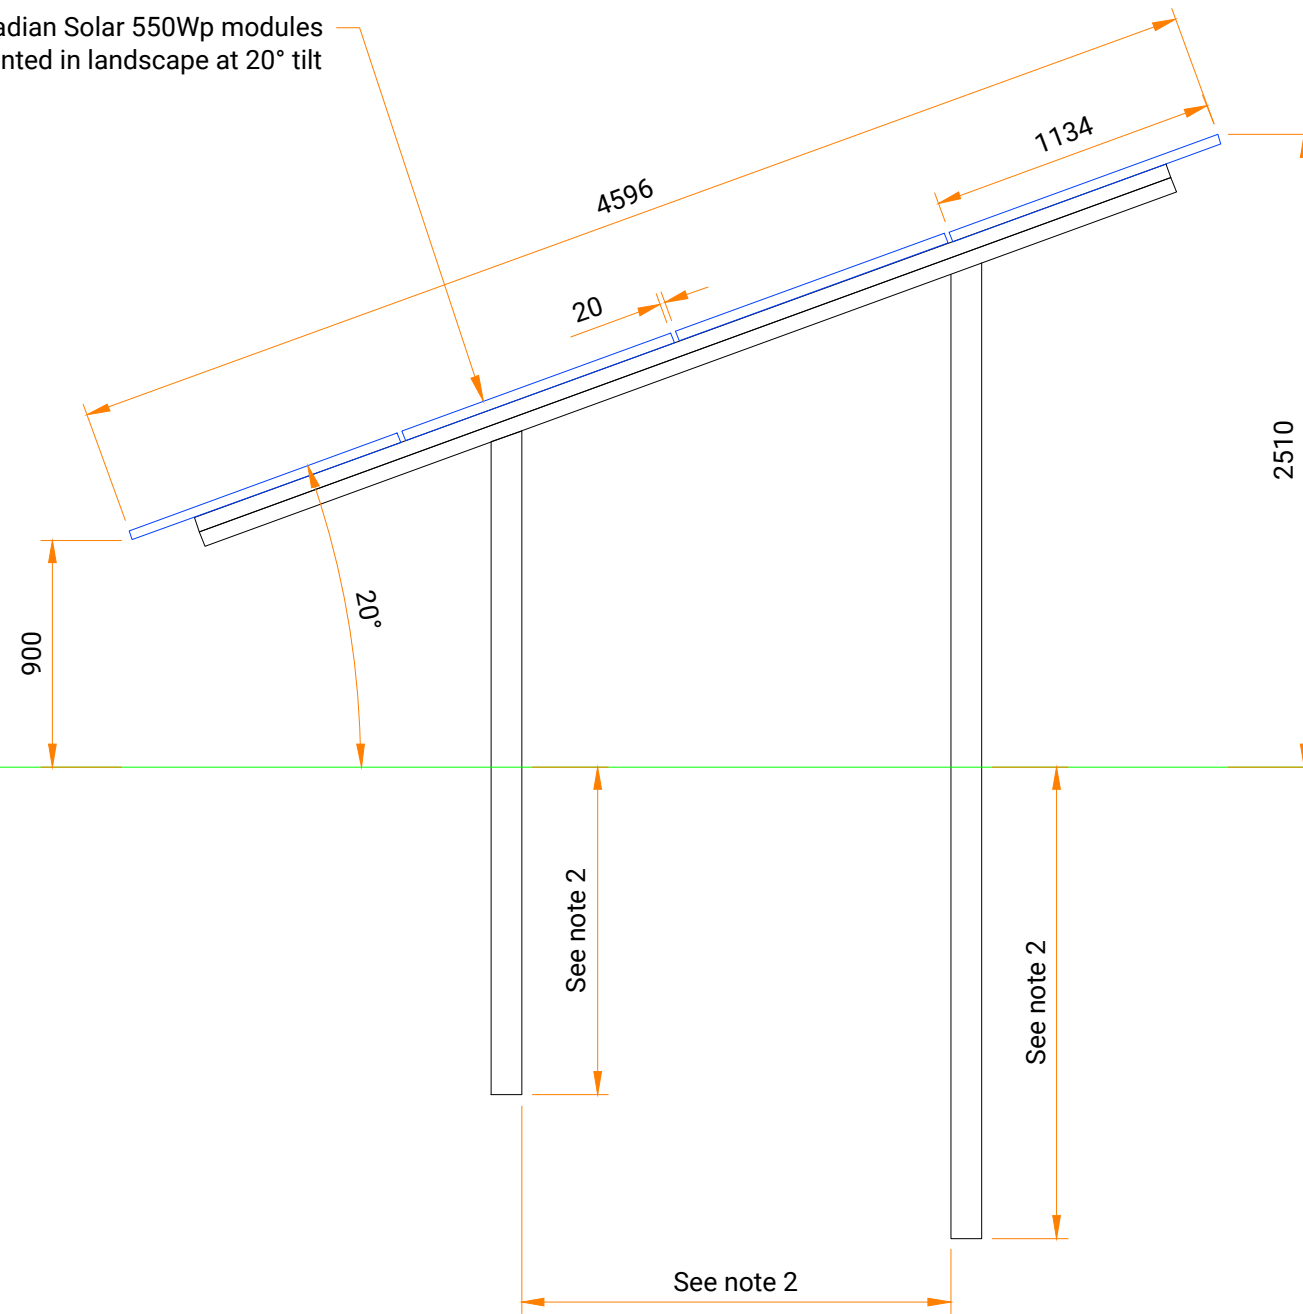 adian Solar 550Wp modules
nted in landscape at 20° tilt
1134
4596
20
2510
20°
900
See note 2
See note 2
See note 2